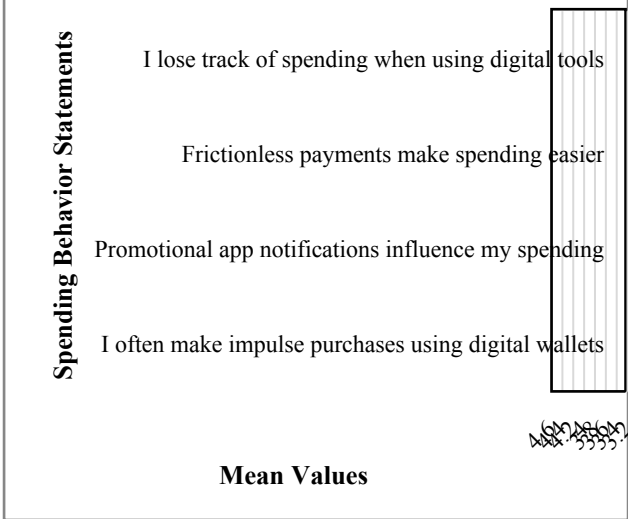 Spending Behavior Statements
I lose track of spending when using digital tools
Frictionless payments make spending easier
Promotional app notifications influence my spending
I often make impulse purchases using digital wallets
Mean Values